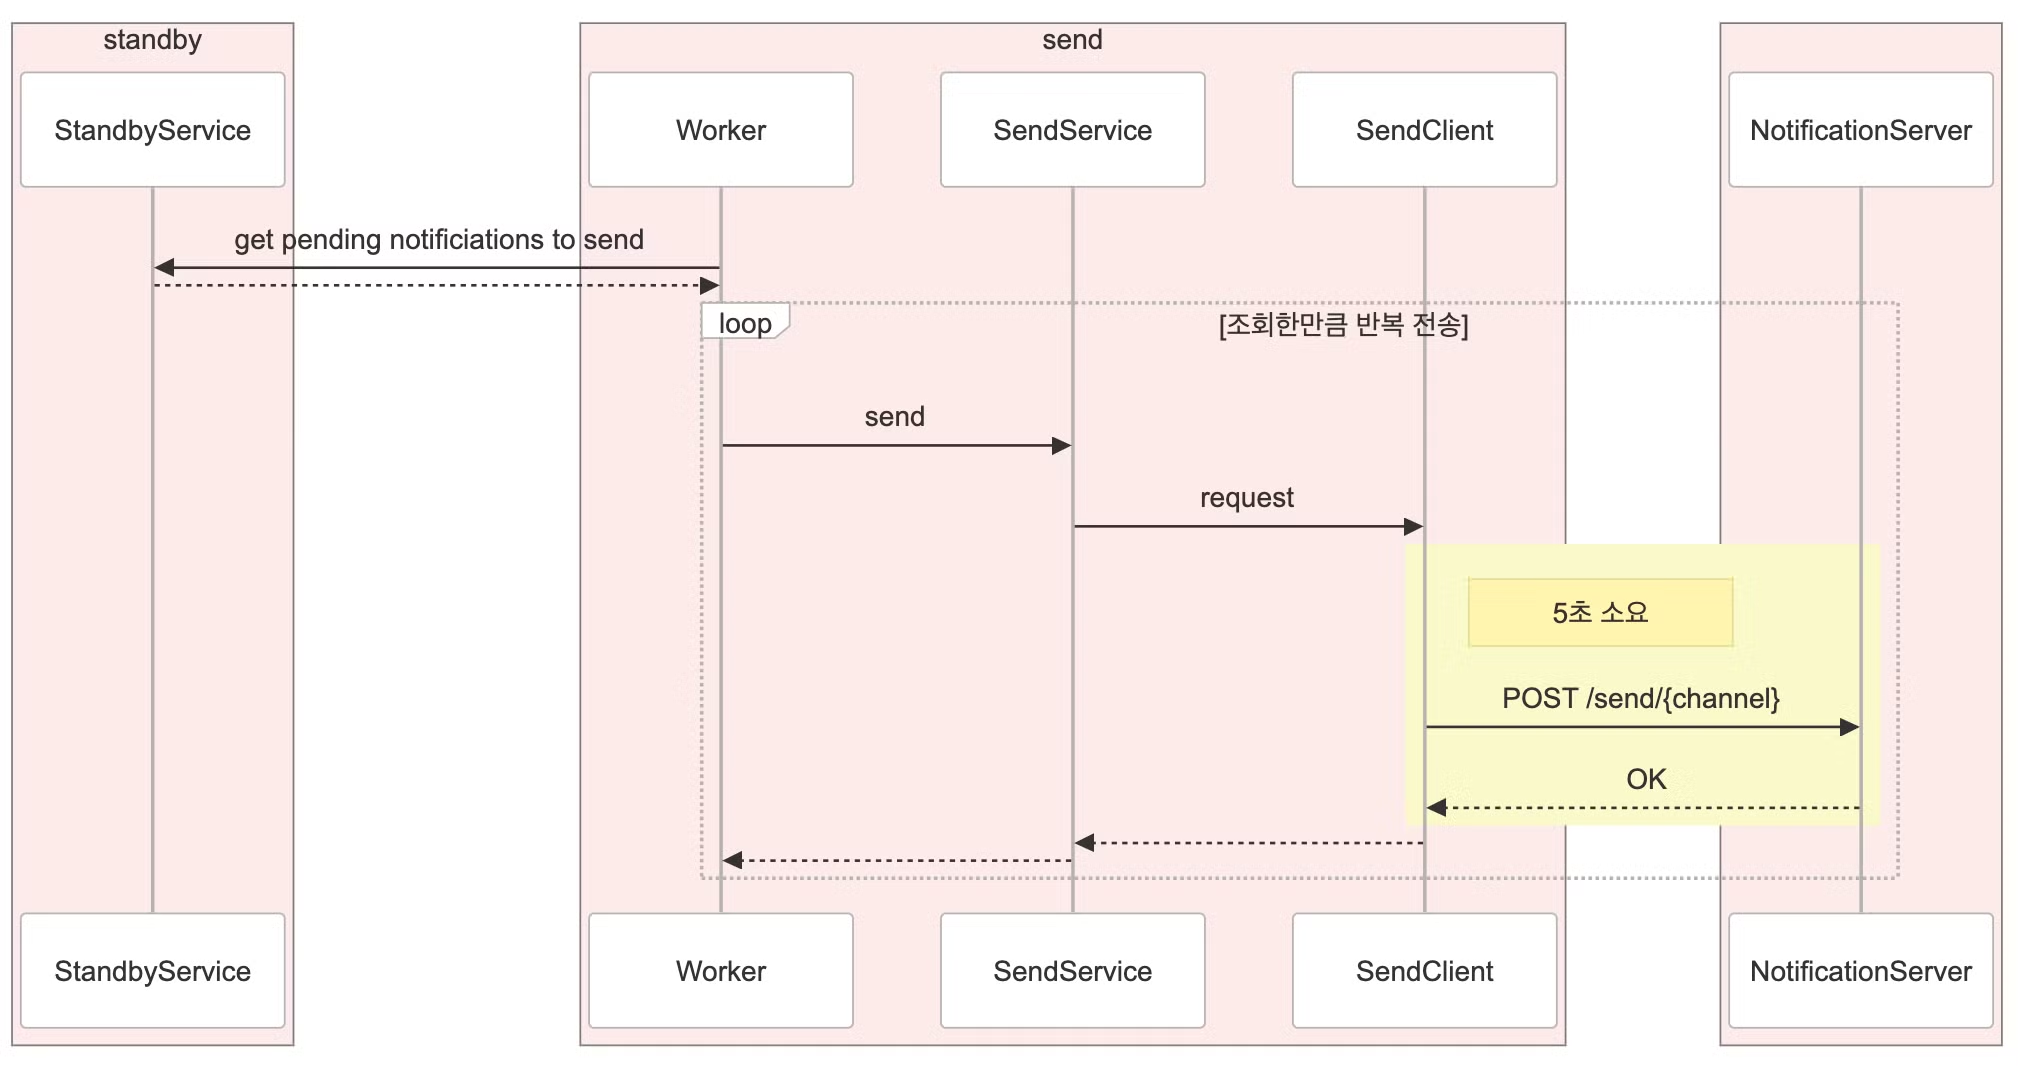 standby
send
StandbyService
Worker
SendService
SendClient
NotificationServer
get pending notificiations to send
loop
[조회한만큼 반복 전송]
send
request
5초 소요
POST /send/{channel}
OK
StandbyService
Worker
SendService
SendClient
NotificationServer